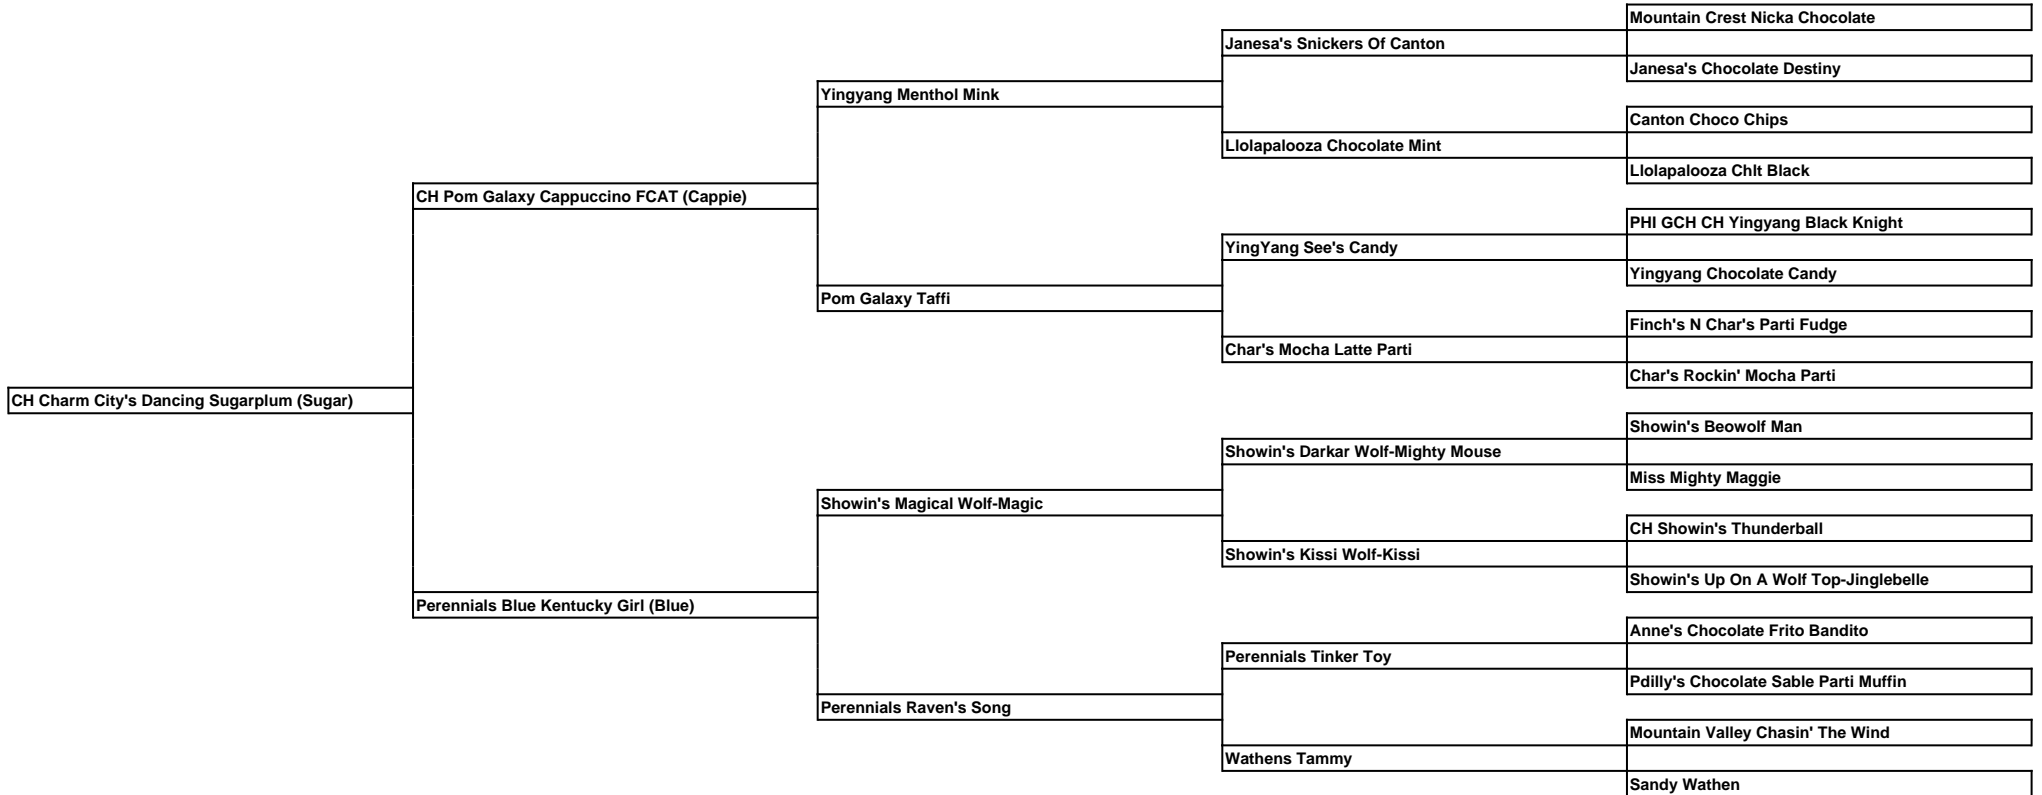 Mountain Crest Nicka Chocolate
Janesa's Snickers Of Canton
Janesa's Chocolate Destiny
Yingyang Menthol Mink
Canton Choco Chips
Llolapalooza Chocolate Mint
Llolapalooza Chlt Black
CH Pom Galaxy Cappuccino FCAT (Cappie)
PHI GCH CH Yingyang Black Knight
YingYang See's Candy
Yingyang Chocolate Candy
Pom Galaxy Taffi
Finch's N Char's Parti Fudge
Char's Mocha Latte Parti
Char's Rockin' Mocha Parti
CH Charm City's Dancing Sugarplum (Sugar)
Showin's Beowolf Man
Showin's Darkar Wolf-Mighty Mouse
Miss Mighty Maggie
Showin's Magical Wolf-Magic
CH Showin's Thunderball
Showin's Kissi Wolf-Kissi
Showin's Up On A Wolf Top-Jinglebelle
Perennials Blue Kentucky Girl (Blue)
Anne's Chocolate Frito Bandito
Perennials Tinker Toy
Pdilly's Chocolate Sable Parti Muffin
Perennials Raven's Song
Mountain Valley Chasin' The Wind
Wathens Tammy
Sandy Wathen